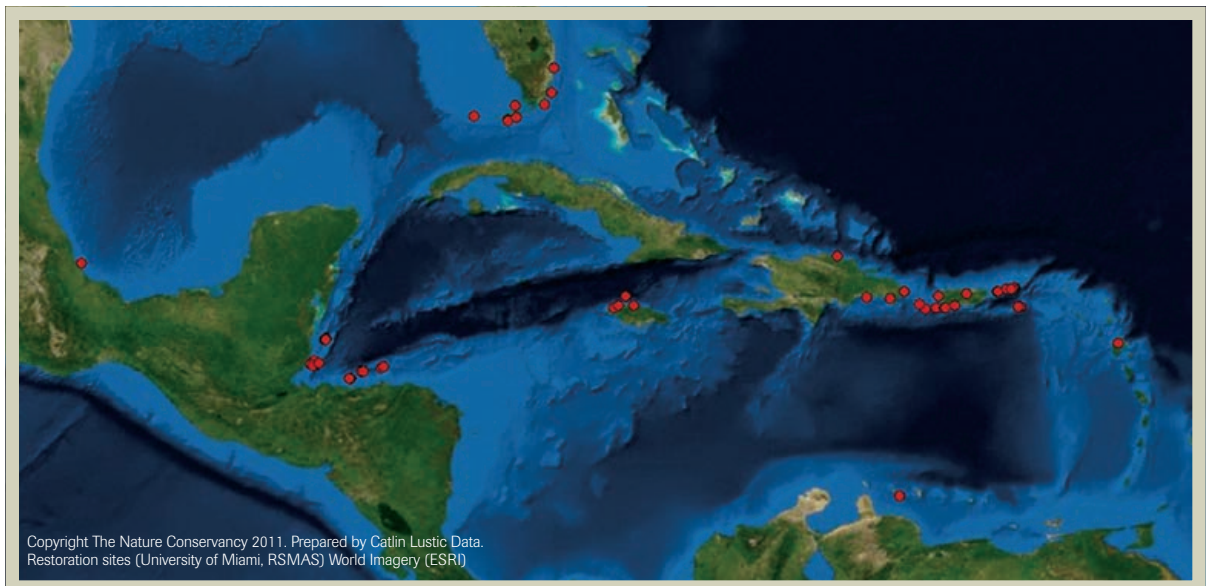 Copyright The Nature Conservancy 2011. Prepared by Catlin Lustic Data.
Restoration sites (University of Miami, RSMAS) World Imagery (ESRI)